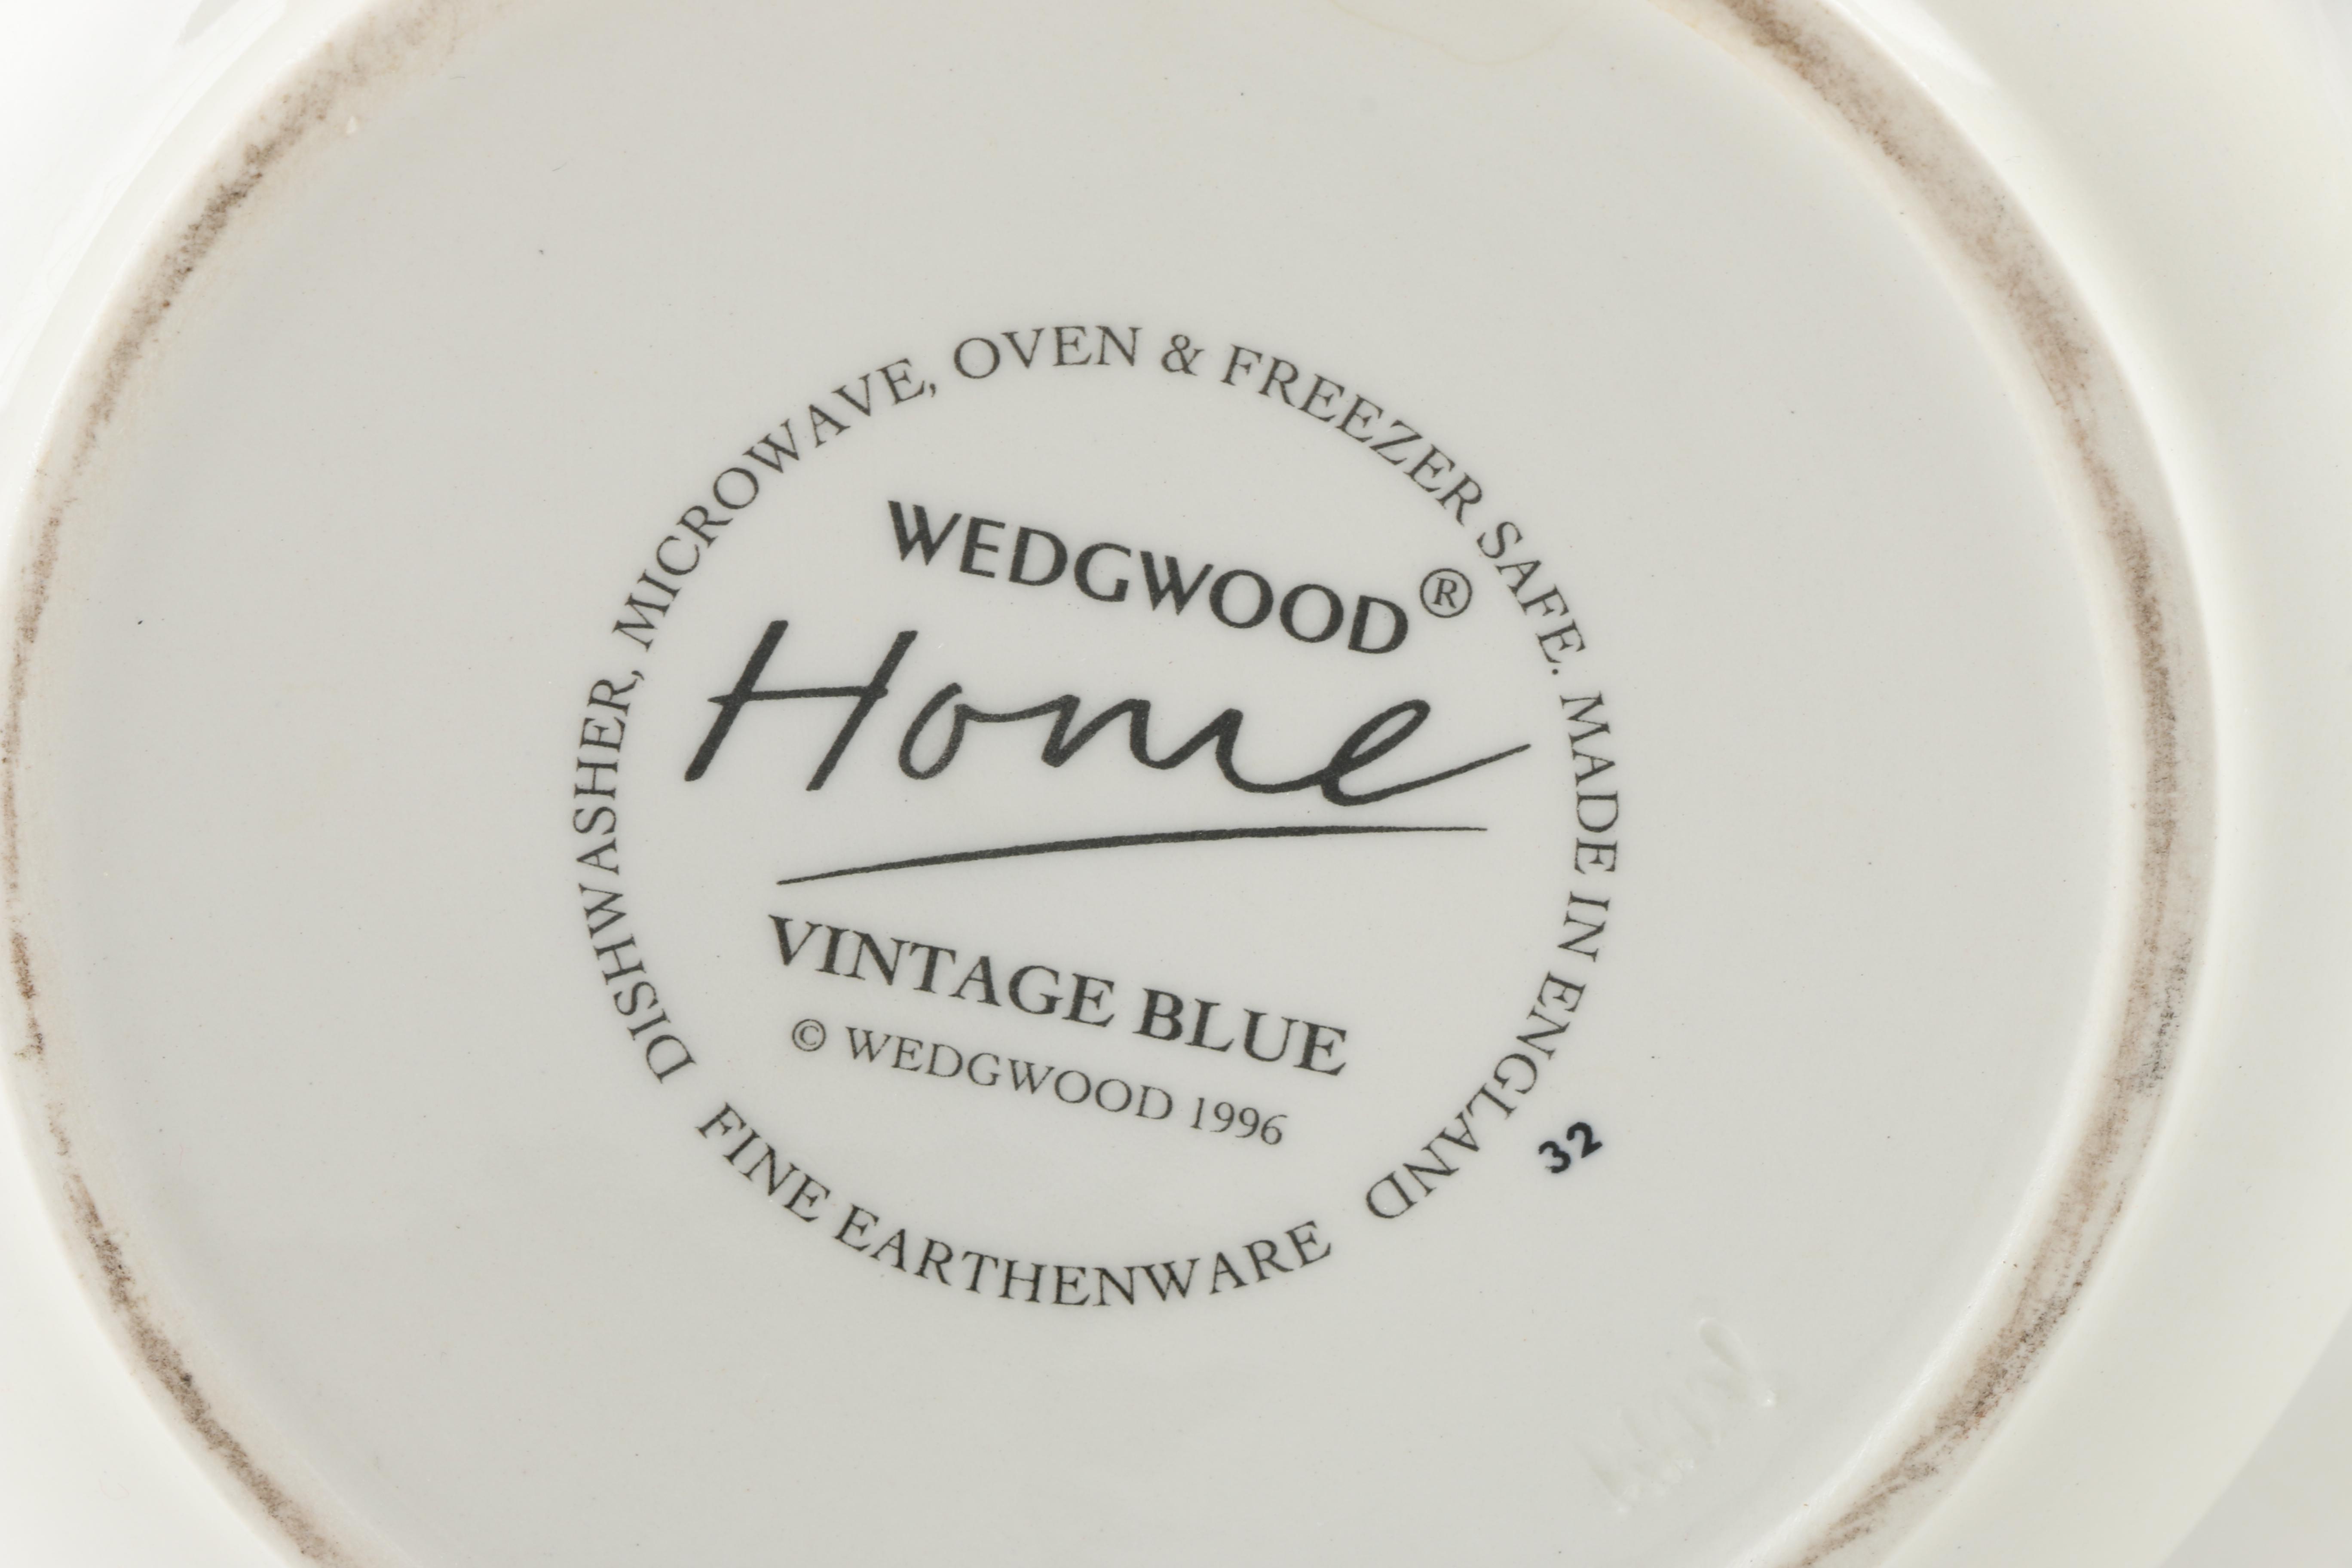 DISHWASHER, MICROWAVE, OVEN & FREEZER SAFE. MADE IN ENGLAND
WEDGWOOD®
Home
VINTAGE BLUE
© WEDGWOOD 1996
FINE EARTHENWARE
32